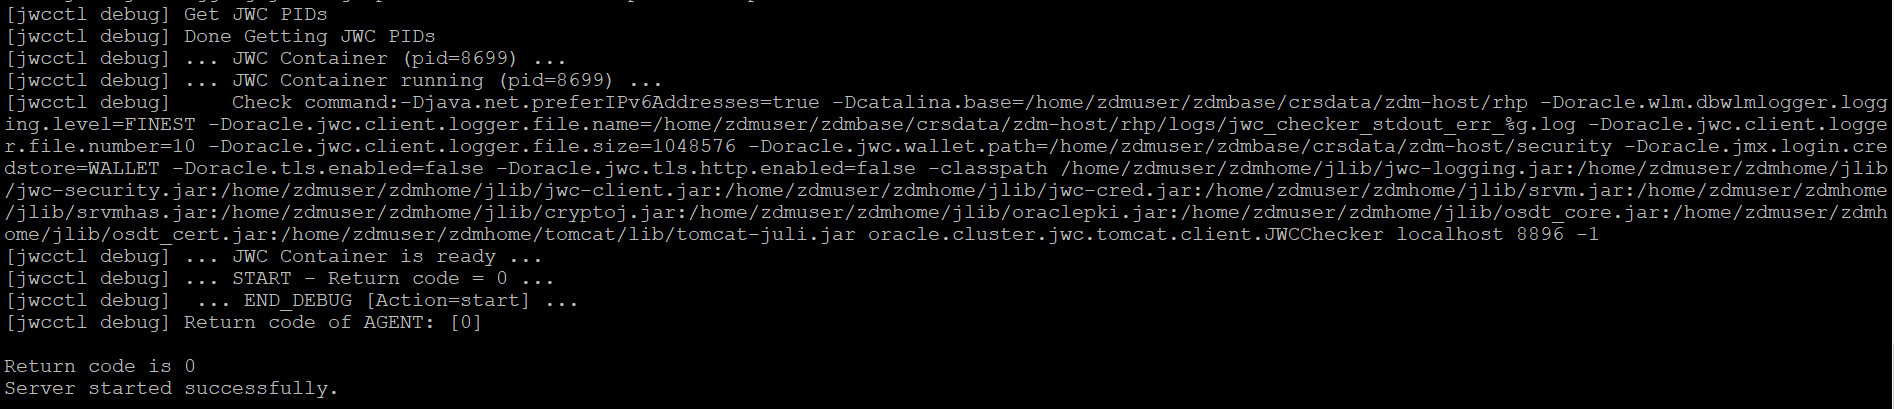 [jwcctl debug] Get JWC PIDs
[jwcctl debug] Done Getting JWC PIDs
[jwcctl debug] ... JWC Container (pid=8699) ...
[jwcctl debug] ... JWC Container running (pid=8699) ...
[jwcctl debug]     Check command:-Djava.net.preferIPv6Addresses=true -Dcatalina.base=/home/zdmuser/zdmbase/crsdata/zdm-host/rhp -Doracle.wlm.dbwlmlogger.logg
ing.level=FINEST -Doracle.jwc.client.logger.file.name=/home/zdmuser/zdmbase/crsdata/zdm-host/rhp/logs/jwc_checker_stdout_err_%g.log -Doracle.jwc.client.logge
r.file.number=10 -Doracle.jwc.client.logger.file.size=1048576 -Doracle.jwc.wallet.path=/home/zdmuser/zdmbase/crsdata/zdm-host/security -Doracle.jmx.login.cre
dstore=WALLET -Doracle.tls.enabled=false -Doracle.jwc.tls.http.enabled=false -classpath /home/zdmuser/zdmhome/jlib/jwc-logging.jar:/home/zdmuser/zdmhome/jlib
/jwc-security.jar:/home/zdmuser/zdmhome/jlib/jwc-client.jar:/home/zdmuser/zdmhome/jlib/jwc-cred.jar:/home/zdmuser/zdmhome/jlib/srvm.jar:/home/zdmuser/zdmhome
/jlib/srvmhas.jar:/home/zdmuser/zdmhome/jlib/cryptoj.jar:/home/zdmuser/zdmhome/jlib/oraclepki.jar:/home/zdmuser/zdmhome/jlib/osdt_core.jar:/home/zdmuser/zdmh
ome/jlib/osdt_cert.jar:/home/zdmuser/zdmhome/tomcat/lib/tomcat-juli.jar oracle.cluster.jwc.tomcat.client.JWCChecker localhost 8896 -1
[jwcctl debug] ... JWC Container is ready ...
[jwcctl debug] ... START - Return code = 0 ...
[jwcctl debug]  ... END_DEBUG [Action=start] ...
[jwcctl debug] Return code of AGENT: [0]
Return code is 0
Server started successfully.